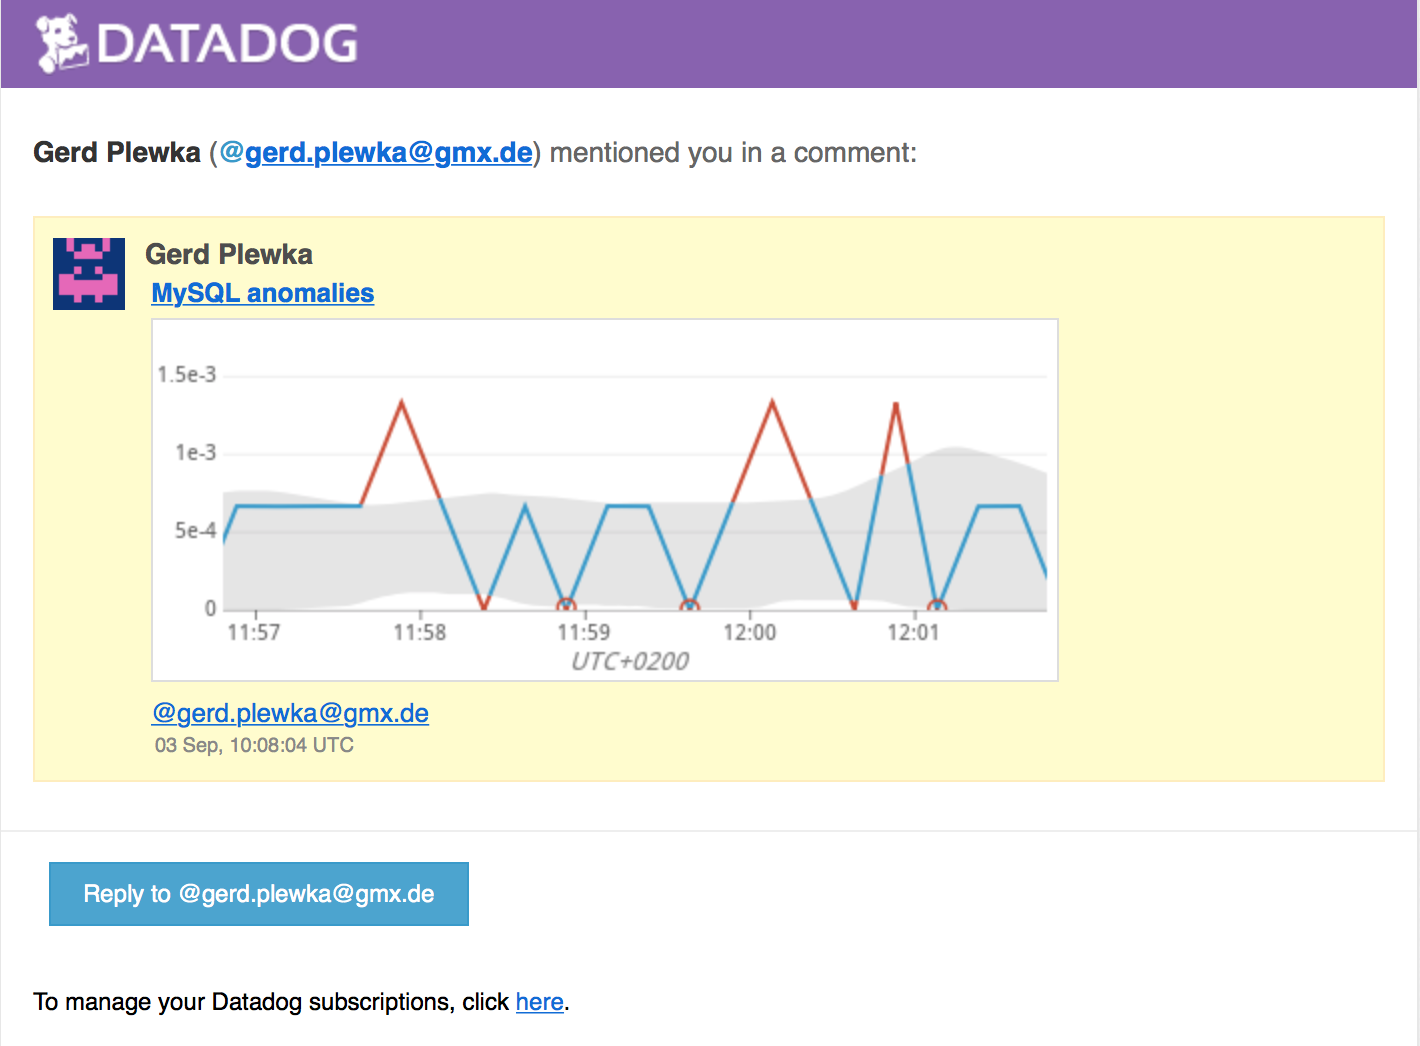 DATADOG
Gerd Plewka (@gerd.plewka@gmx.de) mentioned you in a comment:
Gerd Plewka
MySQL anomalies
1.5e-3
1e-3
5e-4
0
11:57 11:58 11:59 12:00 12:01
UTC+0200
@gerd.plewka@gmx.de
03 Sep, 10:08:04 UTC
Reply to @gerd.plewka@gmx.de
To manage your Datadog subscriptions, click here.